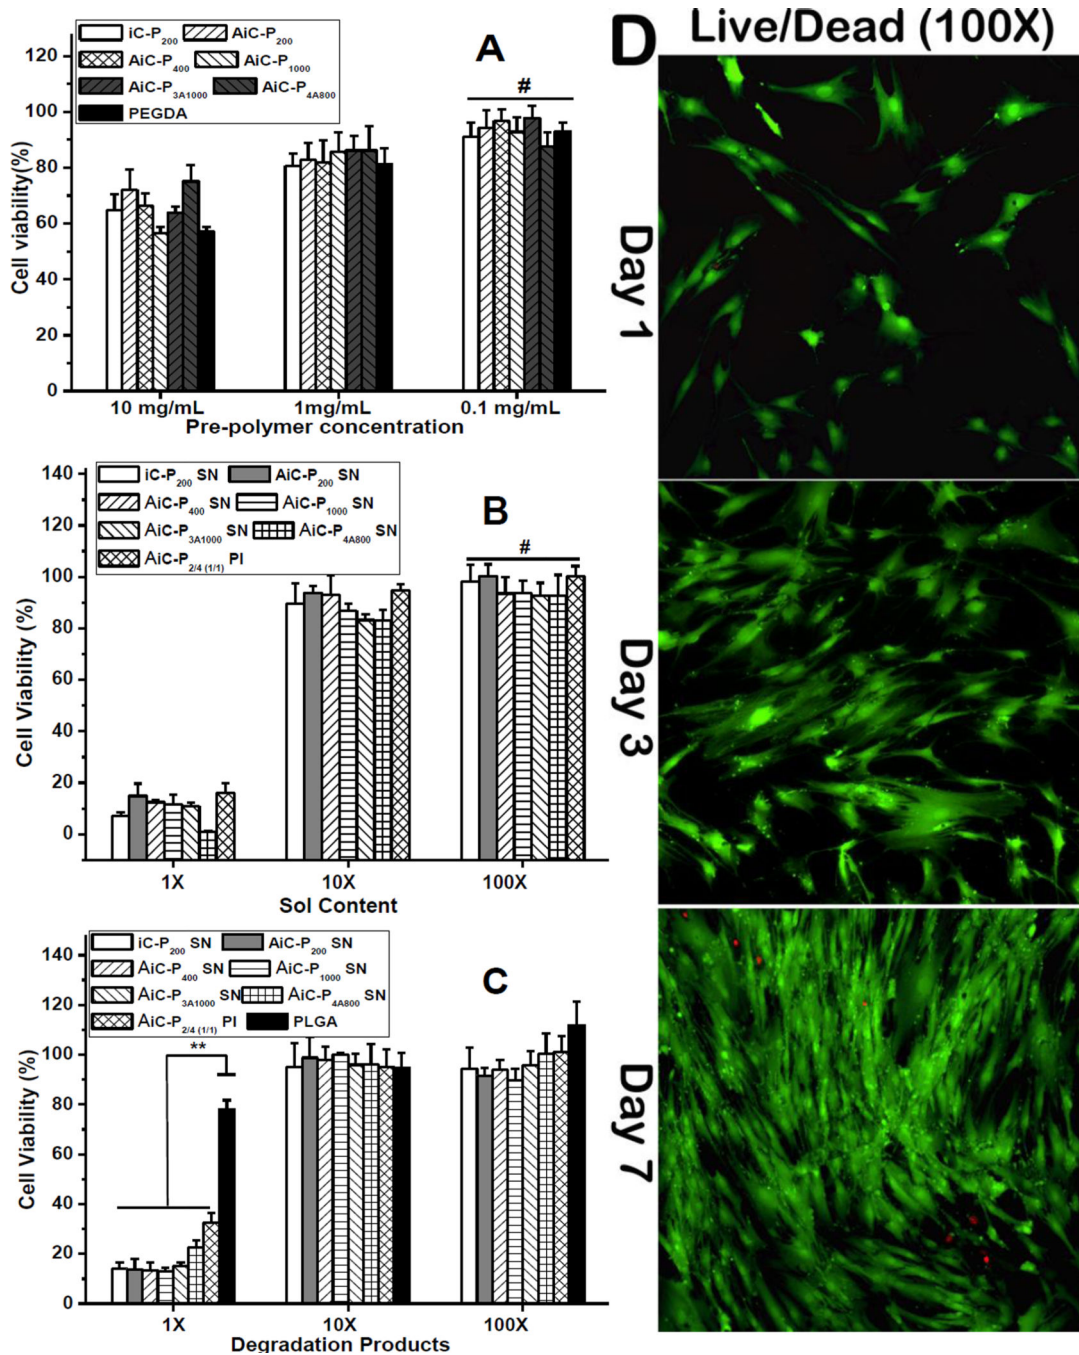 iC-P200 AiC-P200
AiC-P400 AiC-P1000
AiC-P3A1000 AiC-P4A800
PEGDA
A
#
120
100
80
60
40
20
0
Cell viability(%)
10 mg/mL 1mg/mL 0.1 mg/mL
Pre-polymer concentration
iC-P200 SN AiC-P200 SN
AiC-P400 SN AiC-P1000 SN
AiC-P3A1000 SN AiC-P4A800 SN
AiC-P2/4 (1/1) PI
B
#
140
120
100
80
60
40
20
0
Cell Viability (%)
1X 10X 100X
Sol Content
iC-P200 SN AiC-P200 SN
AiC-P400 SN AiC-P1000 SN
AiC-P3A1000 SN AiC-P4A800 SN
AiC-P2/4 (1/1) PI PLGA
C
**
140
120
100
80
60
40
20
0
Cell Viability (%)
1X 10X 100X
Degradation Products
D
Live/Dead (100X)
Day 1
Day 3
Day 7